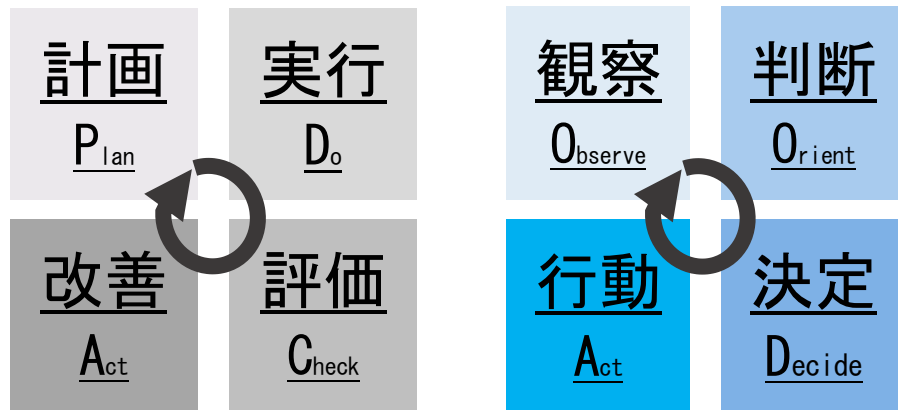 計画
Plan
実行
Do
改善
Act
評価
Check
観察
Observe
判断
Orient
行動
Act
決定
Decide